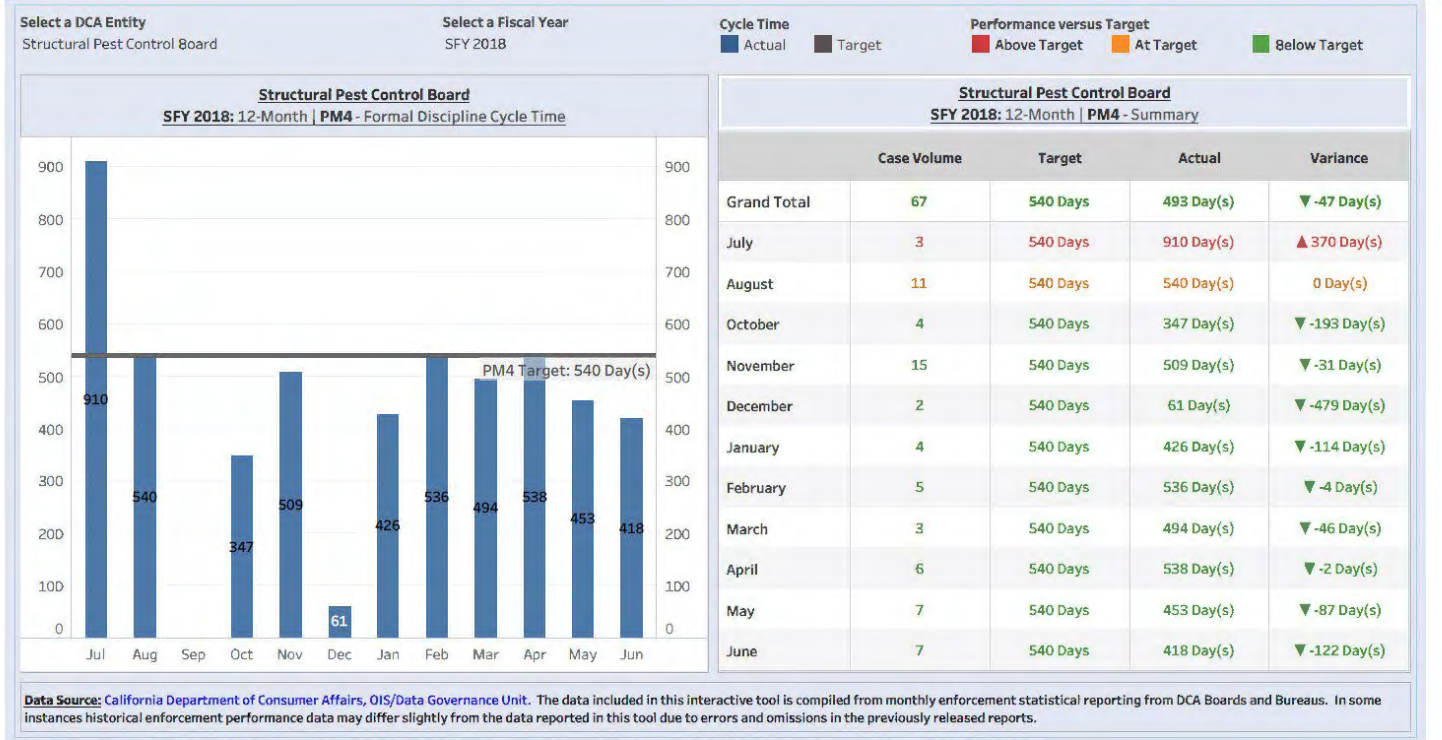 Select a DCA Entity
Structural Pest Control Board
Select a Fiscal Year
SFY 2018
Cycle Time
Actual
Target
Performance versus Target
Above Target
At Target
Below Target
Structural Pest Control Board
SFY 2018: 12-Month | PM4 - Formal Discipline Cycle Time
900
800
700
600
500
400
300
200
100
0
900
800
700
600
500
400
300
200
100
0
PM4 Target: 540 Day(s)
910
540
347
509
61
426
536
494
538
453
418
Jul Aug Sep Oct Nov Dec Jan Feb Mar Apr May Jun
Structural Pest Control Board
SFY 2018: 12-Month | PM4 - Summary
Case Volume Target Actual Variance
Grand Total 67 540 Days 493 Day(s) ▼ -47 Day(s)
July 3 540 Days 910 Day(s) ▲ 370 Day(s)
August 11 540 Days 540 Day(s) 0 Day(s)
October 4 540 Days 347 Day(s) ▼ -193 Day(s)
November 15 540 Days 509 Day(s) ▼ -31 Day(s)
December 2 540 Days 61 Day(s) ▼ -479 Day(s)
January 4 540 Days 426 Day(s) ▼ -114 Day(s)
February 5 540 Days 536 Day(s) ▼ -4 Day(s)
March 3 540 Days 494 Day(s) ▼ -46 Day(s)
April 6 540 Days 538 Day(s) ▼ -2 Day(s)
May 7 540 Days 453 Day(s) ▼ -87 Day(s)
June 7 540 Days 418 Day(s) ▼ -122 Day(s)
Data Source: California Department of Consumer Affairs, OIS/Data Governance Unit. The data included in this interactive tool is compiled from monthly enforcement statistical reporting from DCA Boards and Bureaus. In some
instances historical enforcement performance data may differ slightly from the data reported in this tool due to errors and omissions in the previously released reports.